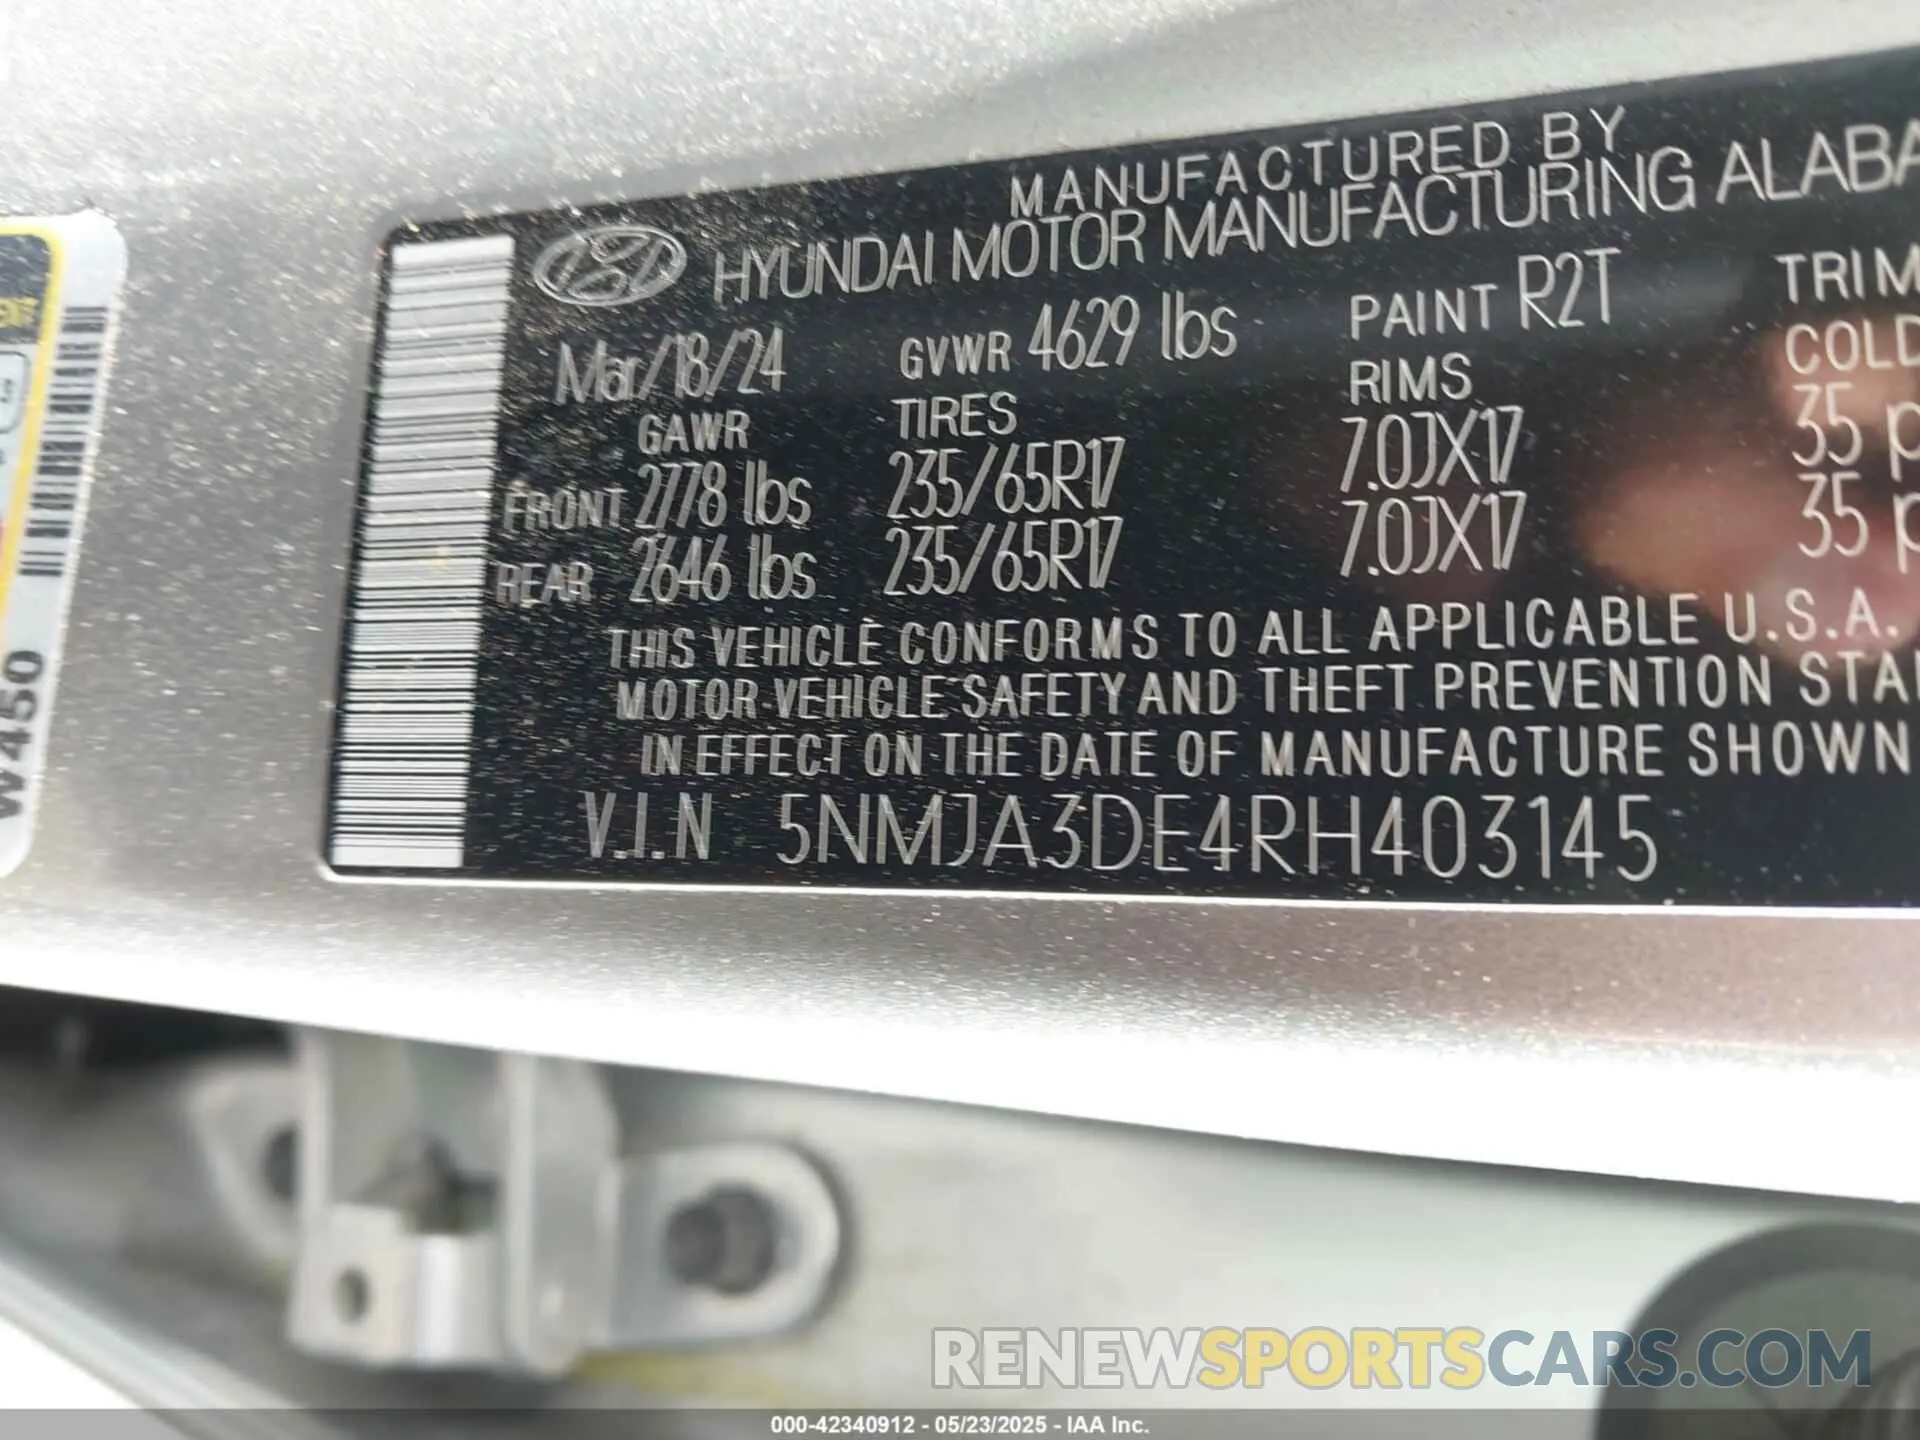 MANUFACTURED BY
HYUNDAI MOTOR MANUFACTURING ALABA
Mar/18/24 GVWR 4629 lbs PAINT R2T TRIM
GAWR TIRES RIMS COLD
FRONT 2778 lbs 235/65R17 7.0JX17 35 p
REAR 2646 lbs 235/65R17 7.0JX17 35 p
THIS VEHICLE CONFORMS TO ALL APPLICABLE U.S.A.
MOTOR VEHICLE SAFETY AND THEFT PREVENTION STA
IN EFFECT ON THE DATE OF MANUFACTURE SHOWN
V.I.N 5NMJA3DE4RH403145
W450
RENEWSPORTSCARS.COM
000-42340912 - 05/23/2025 - IAA Inc.